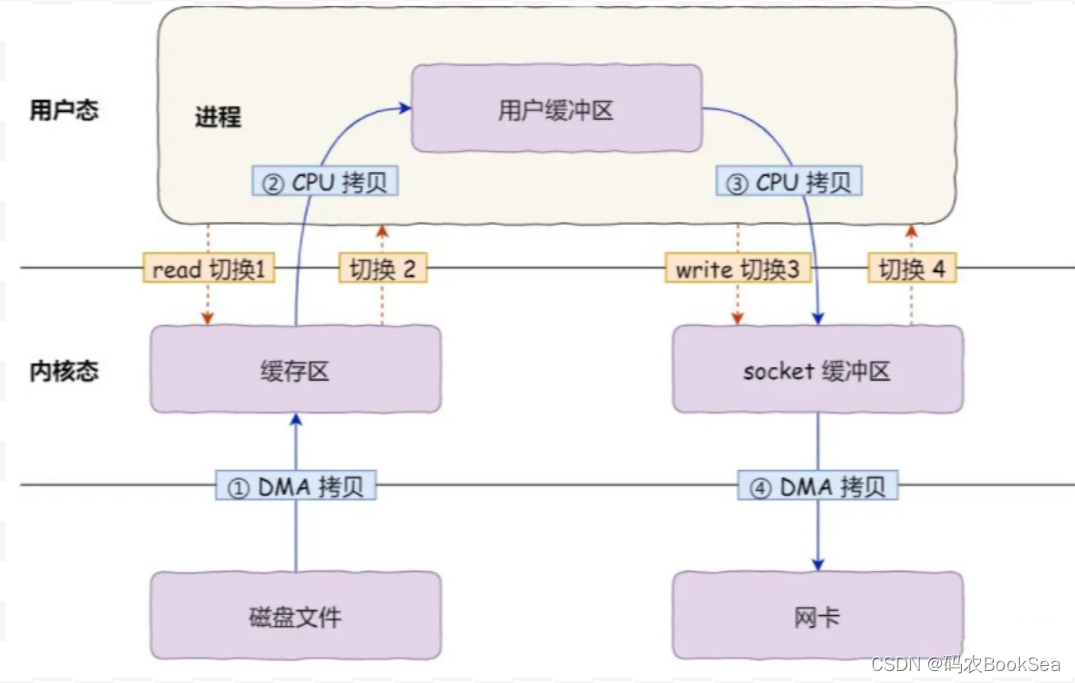 用户态
进程
用户缓冲区
② CPU 拷贝
③ CPU 拷贝
read 切换1
切换 2
write 切换3
切换 4
内核态
缓存区
socket 缓冲区
① DMA 拷贝
④ DMA 拷贝
磁盘文件
网卡
CSDN @码农BookSea